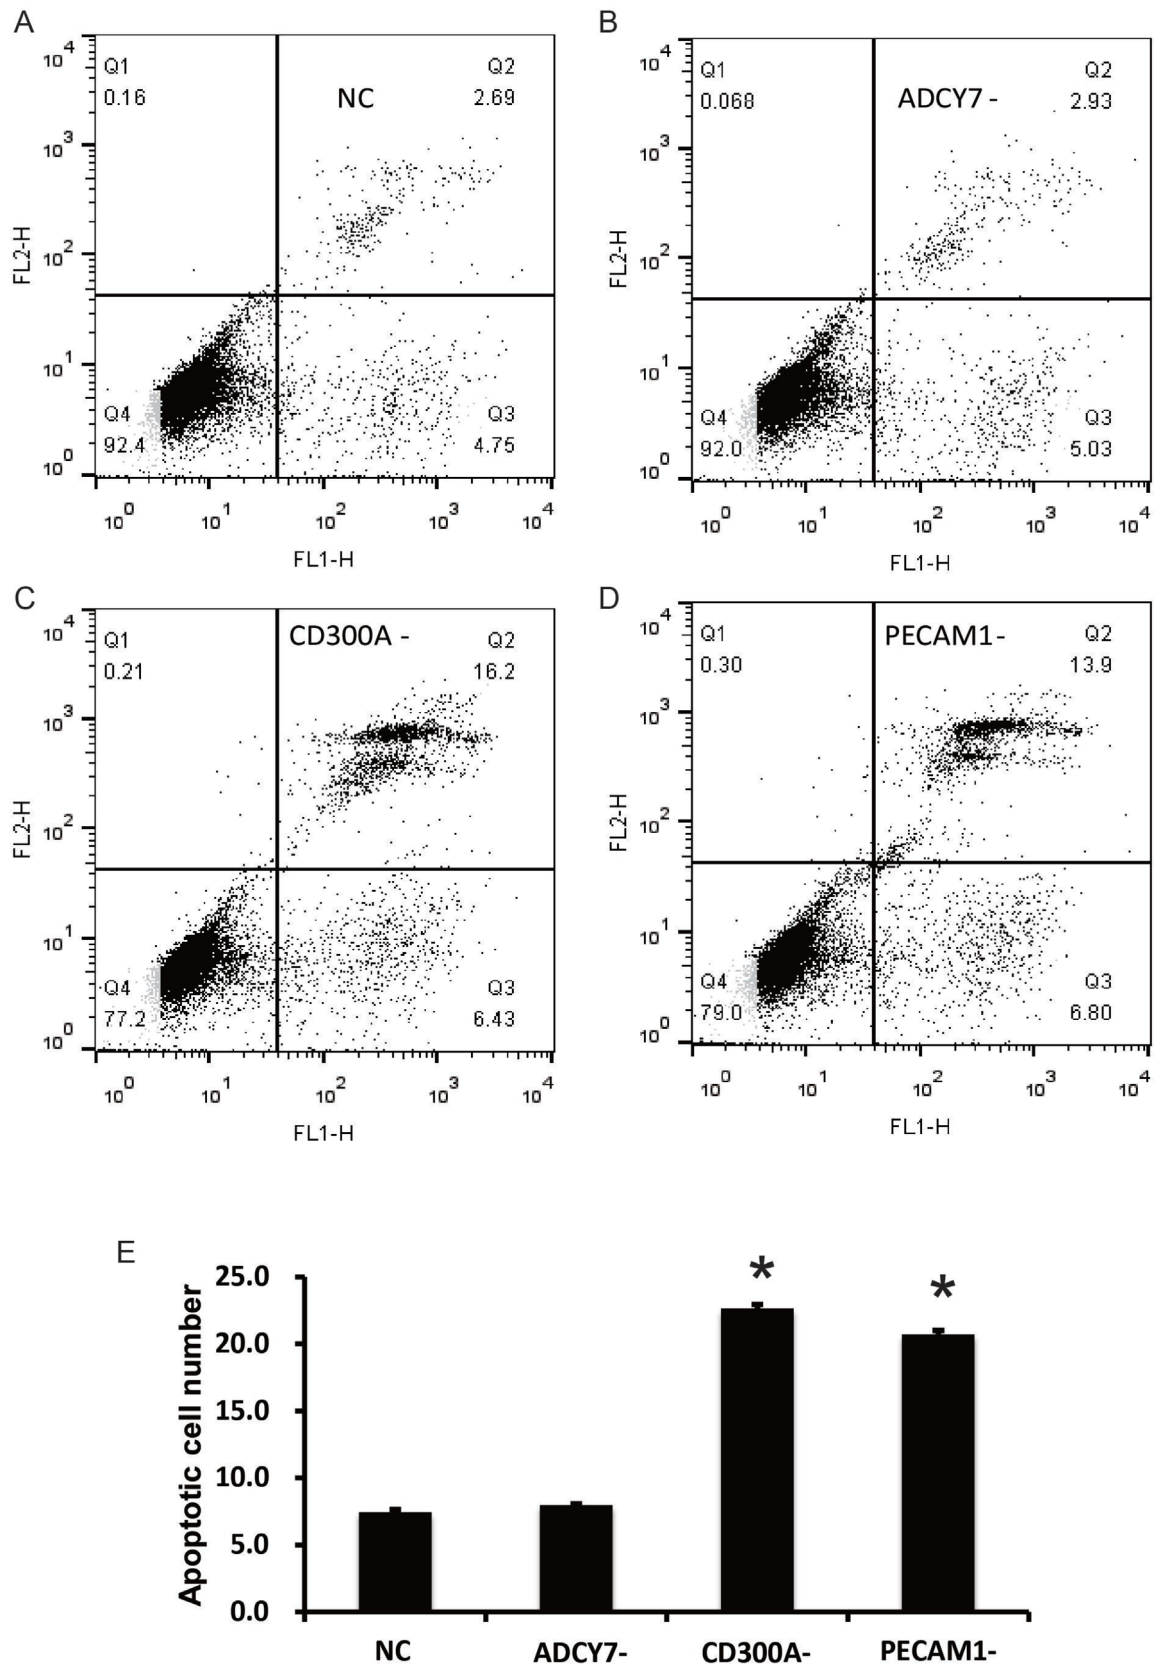 A
10^4
10^3
10^2
10^1
10^0
FL2-H
Q1
0.16
NC
Q2
2.69
Q4
92.4
Q3
4.75
10^0 10^1 10^2 10^3 10^4
FL1-H
B
10^4
10^3
10^2
10^1
10^0
FL2-H
Q1
0.068
ADCY7 -
Q2
2.93
Q4
92.0
Q3
5.03
10^0 10^1 10^2 10^3 10^4
FL1-H
C
10^4
10^3
10^2
10^1
10^0
FL2-H
Q1
0.21
CD300A -
Q2
16.2
Q4
77.2
Q3
6.43
10^0 10^1 10^2 10^3 10^4
FL1-H
D
10^4
10^3
10^2
10^1
10^0
FL2-H
Q1
0.30
PECAM1-
Q2
13.9
Q4
79.0
Q3
6.80
10^0 10^1 10^2 10^3 10^4
FL1-H
E
Apoptotic cell number
25.0
20.0
15.0
10.0
5.0
0.0
* *
NC ADCY7- CD300A- PECAM1-